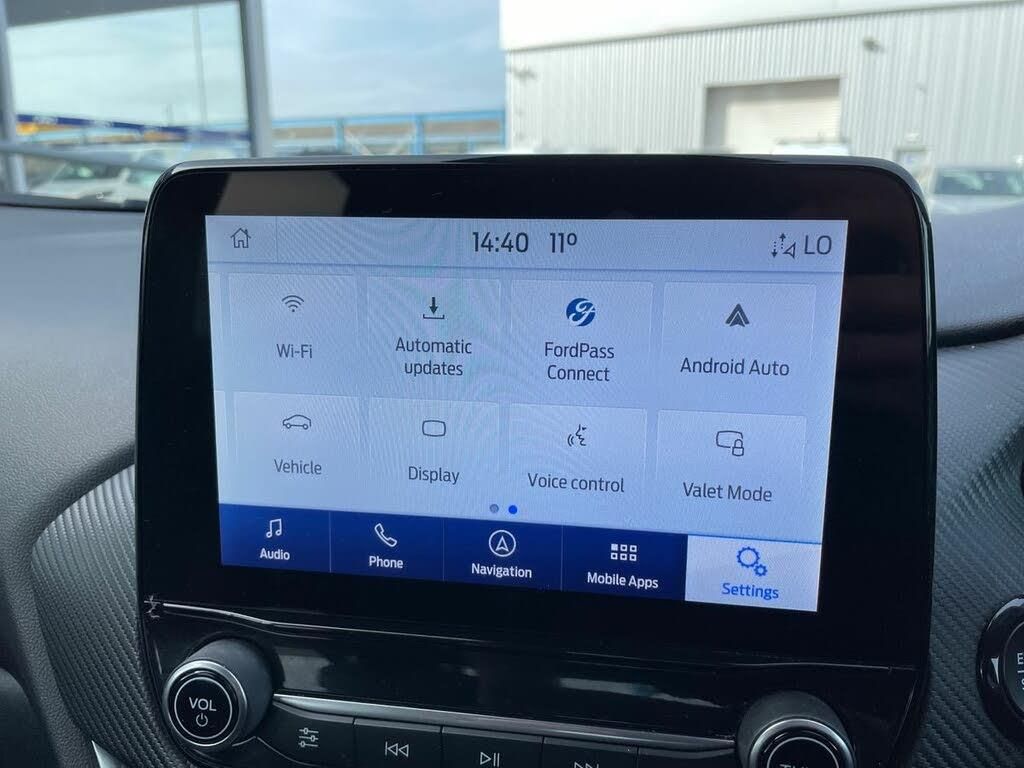 14:40 11º
LO
Wi-Fi
Automatic
updates
FordPass
Connect
Android Auto
Vehicle
Display
Voice control
Valet Mode
Audio
Phone
Navigation
Mobile Apps
Settings
VOL